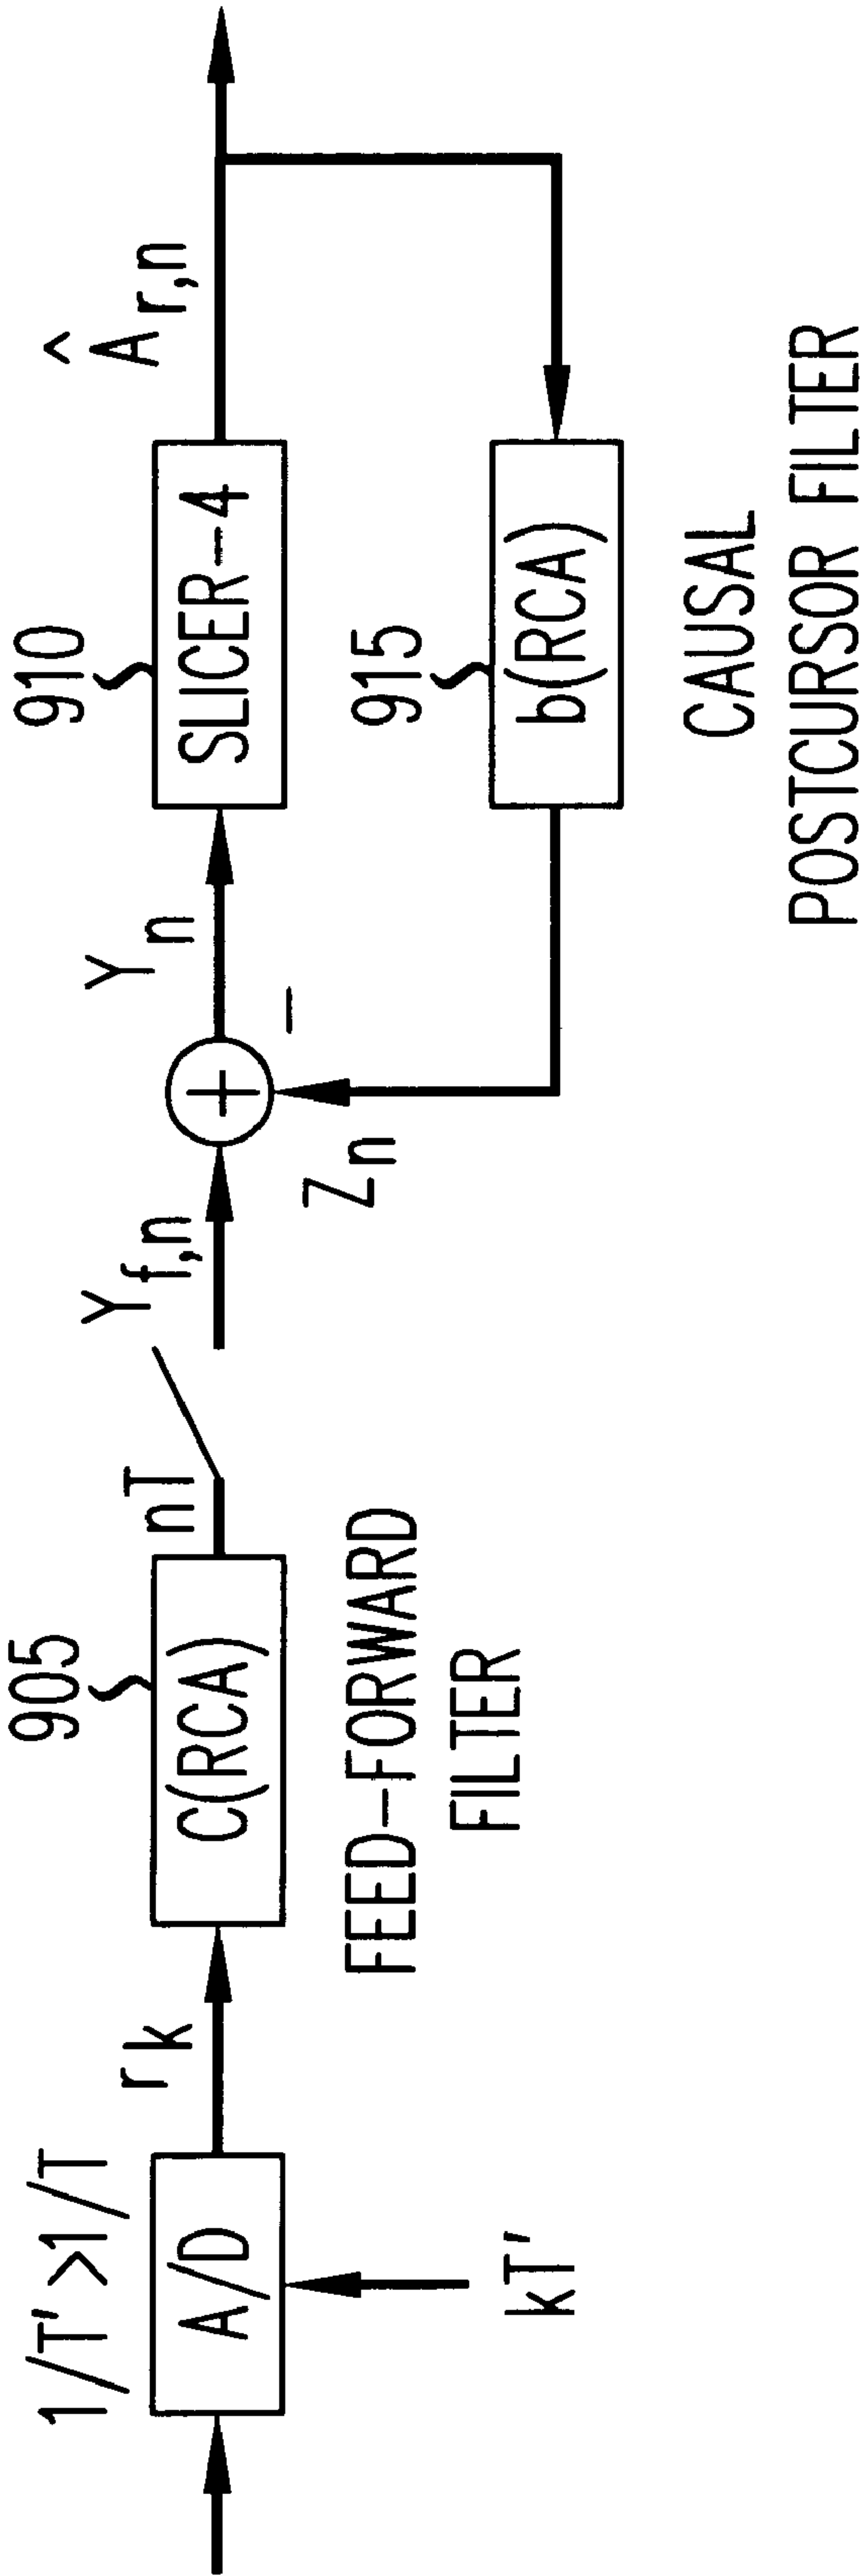 1/T' >1/T
A/D
kT'
r k
905
C(RCA)
FEED-FORWARD
FILTER
nT
Y f,n
+
Z n
-
Y n
910
SLICER-4
Â r,n
915
b(RCA)
CAUSAL
POSTCURSOR FILTER